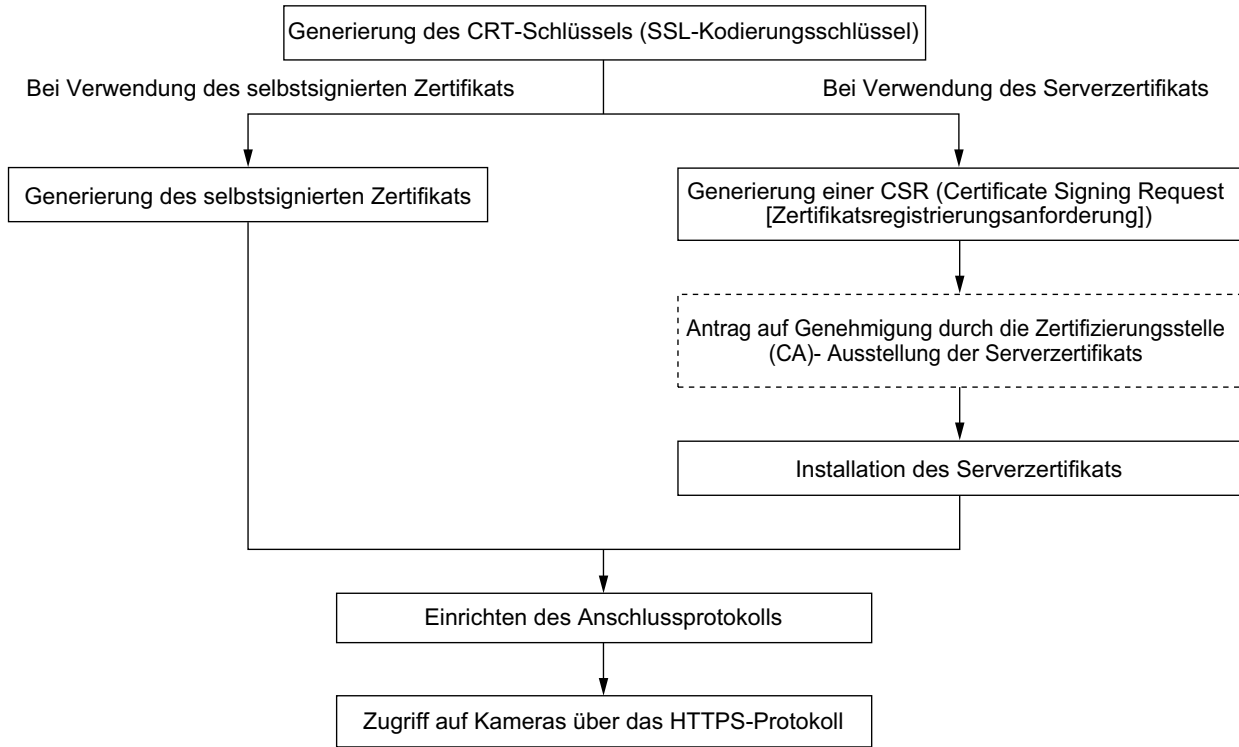 Generierung des CRT-Schlüssels (SSL-Kodierungsschlüssel)
Bei Verwendung des selbstsignierten Zertifikats
Bei Verwendung des Serverzertifikats
Generierung des selbstsignierten Zertifikats
Generierung einer CSR (Certificate Signing Request
[Zertifikatsregistrierungsanforderung])
Antrag auf Genehmigung durch die Zertifizierungsstelle
(CA)- Ausstellung der Serverzertifikats
Installation des Serverzertifikats
Einrichten des Anschlussprotokolls
Zugriff auf Kameras über das HTTPS-Protokoll